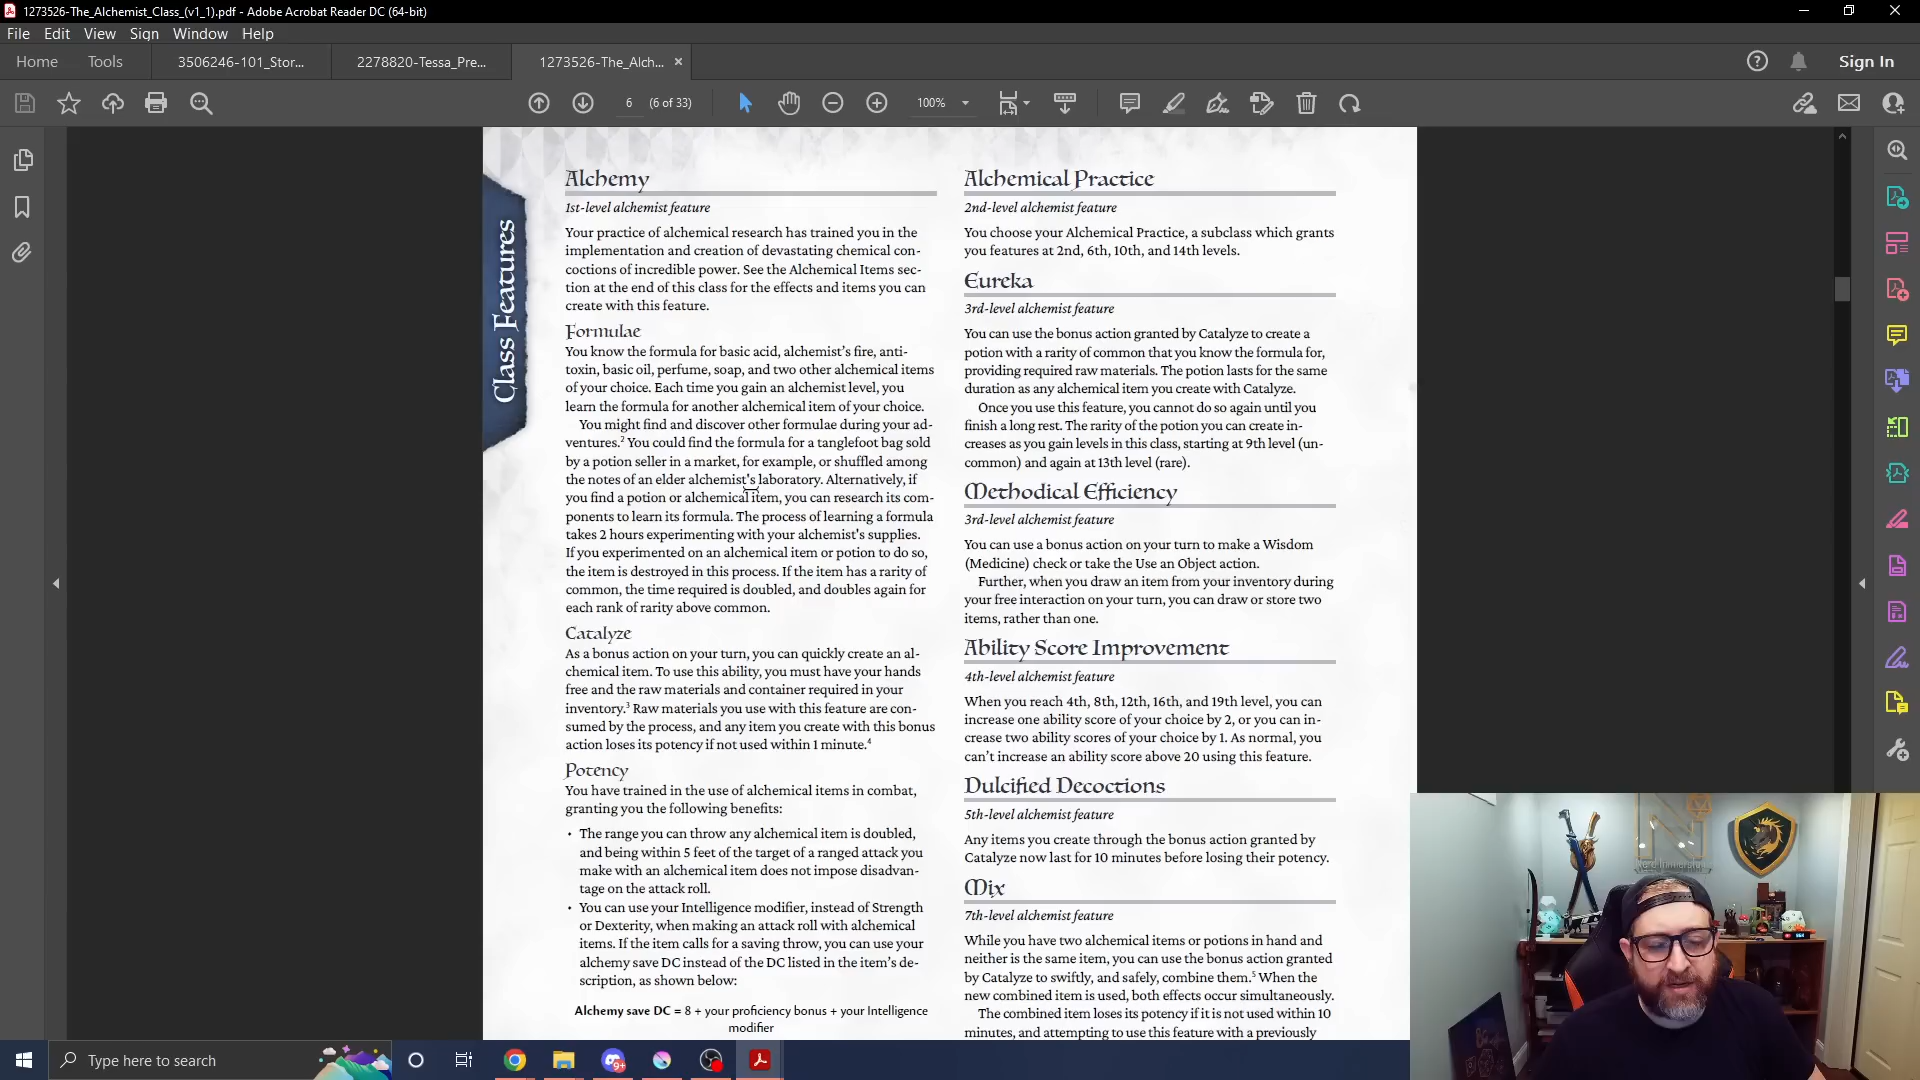 1273526-The_Alchemist_Class_(v1_1).pdf - Adobe Acrobat Reader DC (64-bit)
File Edit View Sign Window Help
Home Tools 3506246-101_Stor... 2278820-Tessa_Pre... 1273526-The_Alch... Sign In
6 (6 of 33) 100%
Class Features
Alchemy
1st-level alchemist feature
Your practice of alchemical research has trained you in the
implementation and creation of devastating chemical con-
coctions of incredible power. See the Alchemical Items sec-
tion at the end of this class for the effects and items you can
create with this feature.
Formulae
You know the formula for basic acid, alchemist’s fire, anti-
toxin, basic oil, perfume, soap, and two other alchemical items
of your choice. Each time you gain an alchemist level, you
learn the formula for another alchemical item of your choice.
You might find and discover other formulae during your ad-
ventures.2 You could find the formula for a tanglefoot bag sold
by a potion seller in a market, for example, or shuffled among
the notes of an elder alchemist's laboratory. Alternatively, if
you find a potion or alchemical item, you can research its com-
ponents to learn its formula. The process of learning a formula
takes 2 hours experimenting with your alchemist's supplies.
If you experimented on an alchemical item or potion to do so,
the item is destroyed in this process. If the item has a rarity of
common, the time required is doubled, and doubles again for
each rank of rarity above common.
Catalyze
As a bonus action on your turn, you can quickly create an al-
chemical item. To use this ability, you must have your hands
free and the raw materials and container required in your
inventory.3 Raw materials you use with this feature are con-
sumed by the process, and any item you create with this bonus
action loses its potency if not used within 1 minute.4
Potency
You have trained in the use of alchemical items in combat,
granting you the following benefits:
• The range you can throw any alchemical item is doubled,
and being within 5 feet of the target of a ranged attack you
make with an alchemical item does not impose disadvan-
tage on the attack roll.
• You can use your Intelligence modifier, instead of Strength
or Dexterity, when making an attack roll with alchemical
items. If the item calls for a saving throw, you can use your
alchemy save DC instead of the DC listed in the item’s de-
scription, as shown below:
Alchemy save DC = 8 + your proficiency bonus + your Intelligence
modifier
Alchemical Practice
2nd-level alchemist feature
You choose your Alchemical Practice, a subclass which grants
you features at 2nd, 6th, 10th, and 14th levels.
Eureka
3rd-level alchemist feature
You can use the bonus action granted by Catalyze to create a
potion with a rarity of common that you know the formula for,
providing required raw materials. The potion lasts for the same
duration as any alchemical item you create with Catalyze.
Once you use this feature, you cannot do so again until you
finish a long rest. The rarity of the potion you can create in-
creases as you gain levels in this class, starting at 9th level (un-
common) and again at 13th level (rare).
Methodical Efficiency
3rd-level alchemist feature
You can use a bonus action on your turn to make a Wisdom
(Medicine) check or take the Use an Object action.
Further, when you draw an item from your inventory during
your free interaction on your turn, you can draw or store two
items, rather than one.
Ability Score Improvement
4th-level alchemist feature
When you reach 4th, 8th, 12th, 16th, and 19th level, you can
increase one ability score of your choice by 2, or you can in-
crease two ability scores of your choice by 1. As normal, you
can’t increase an ability score above 20 using this feature.
Dulcified Decoctions
5th-level alchemist feature
Any items you create through the bonus action granted by
Catalyze now last for 10 minutes before losing their potency.
Mix
7th-level alchemist feature
While you have two alchemical items or potions in hand and
neither is the same item, you can use the bonus action granted
by Catalyze to swiftly, and safely, combine them.5 When the
new combined item is used, both effects occur simultaneously.
The combined item loses its potency if it is not used within 10
minutes, and attempting to use this feature with a previously
Type here to search
9+